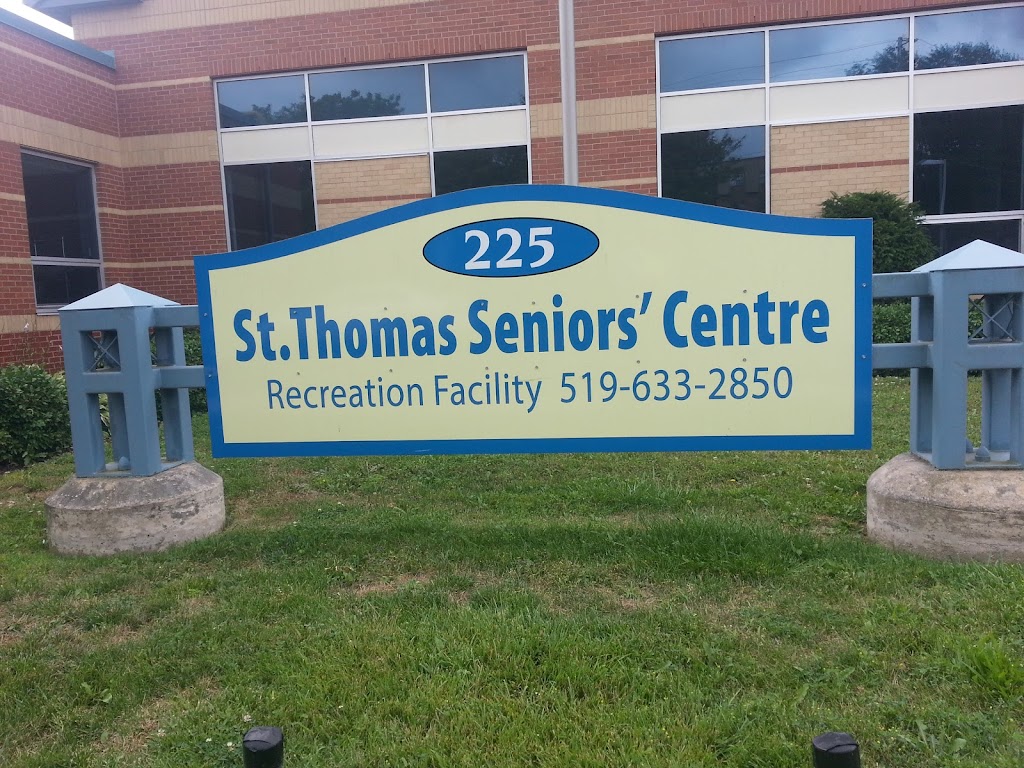 225
St.Thomas Seniors' Centre
Recreation Facility 519-633-2850